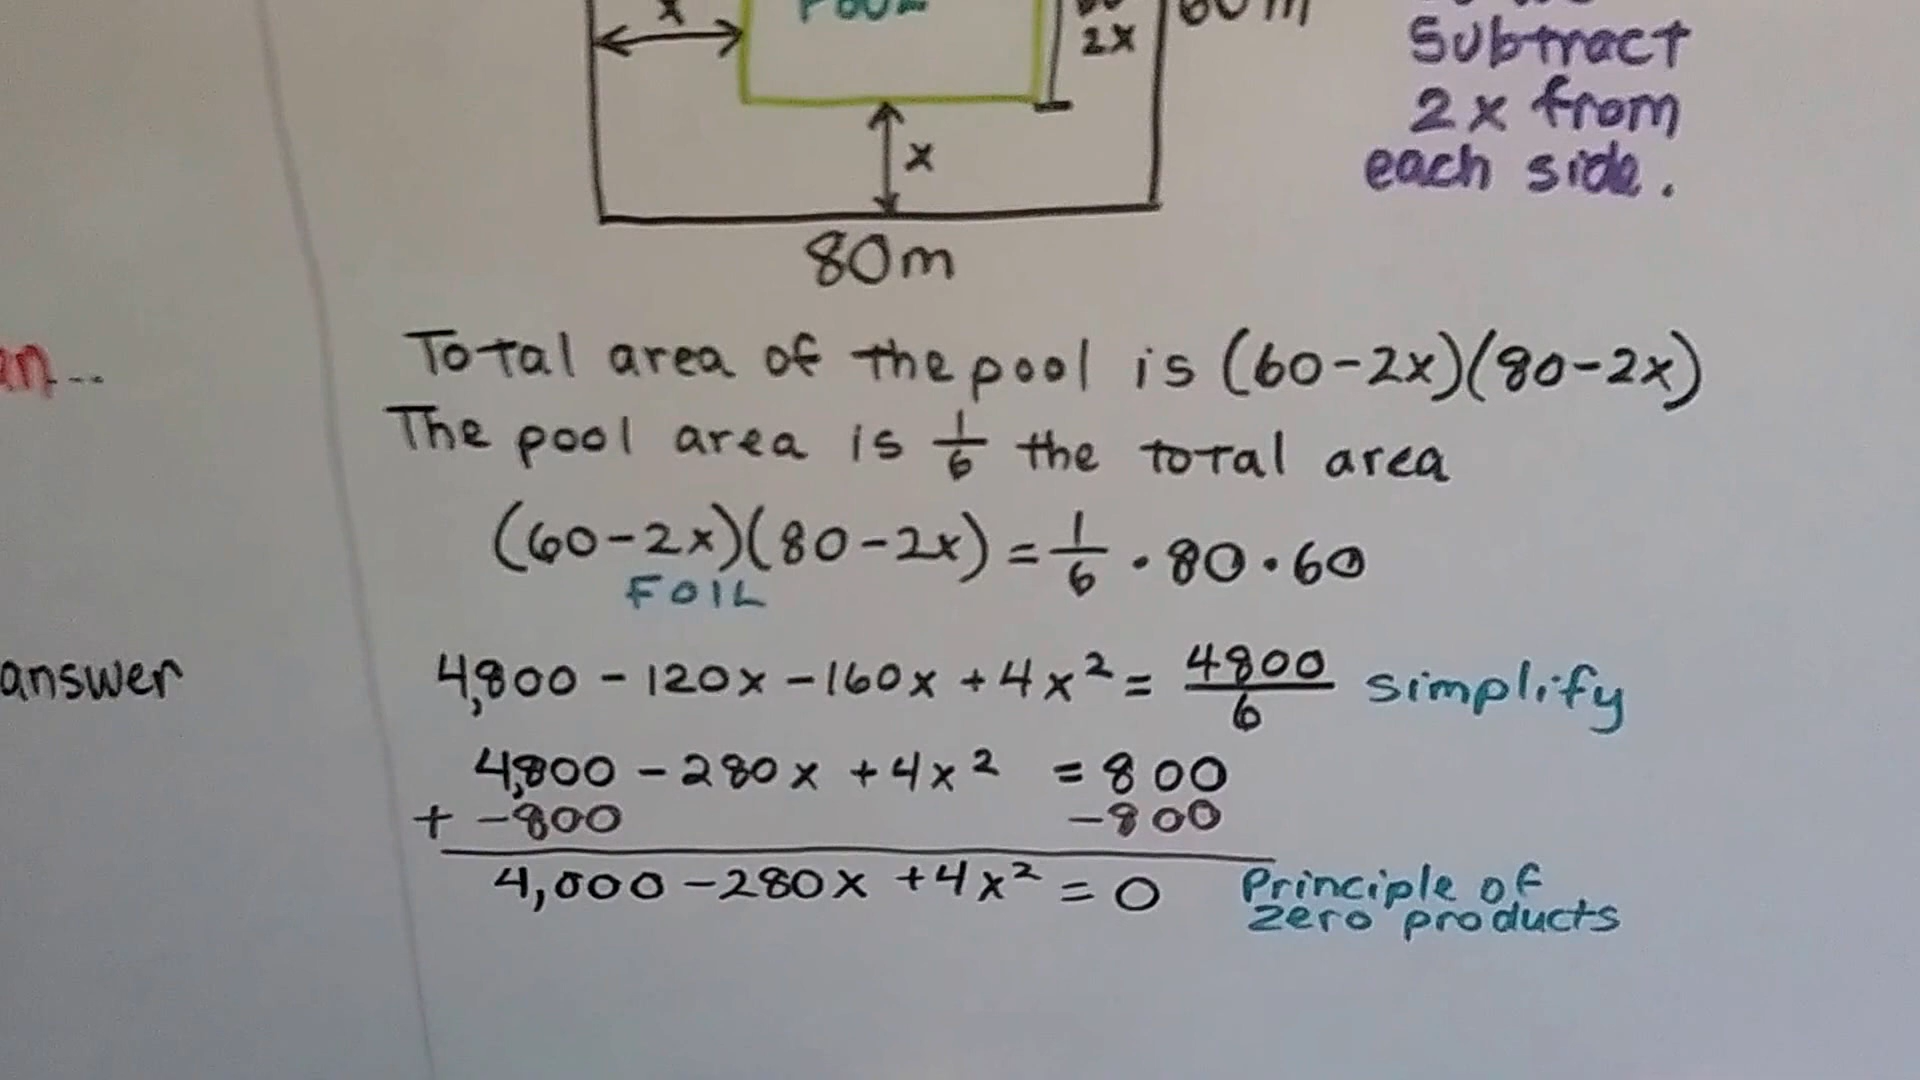 x
POOL
2x
60m
Subtract
2x from
each side.
x
80m
an...
Total area of the pool is (60-2x)(80-2x)
The pool area is 1/6 the total area
(60-2x)(80-2x) = 1/6 · 80 · 60
FOIL
answer
4,800 - 120x - 160x + 4x² = 4800/6 simplify
4,800 - 280x + 4x² = 800
+ -800 -800
4,000 - 280x + 4x² = 0 Principle of
zero products